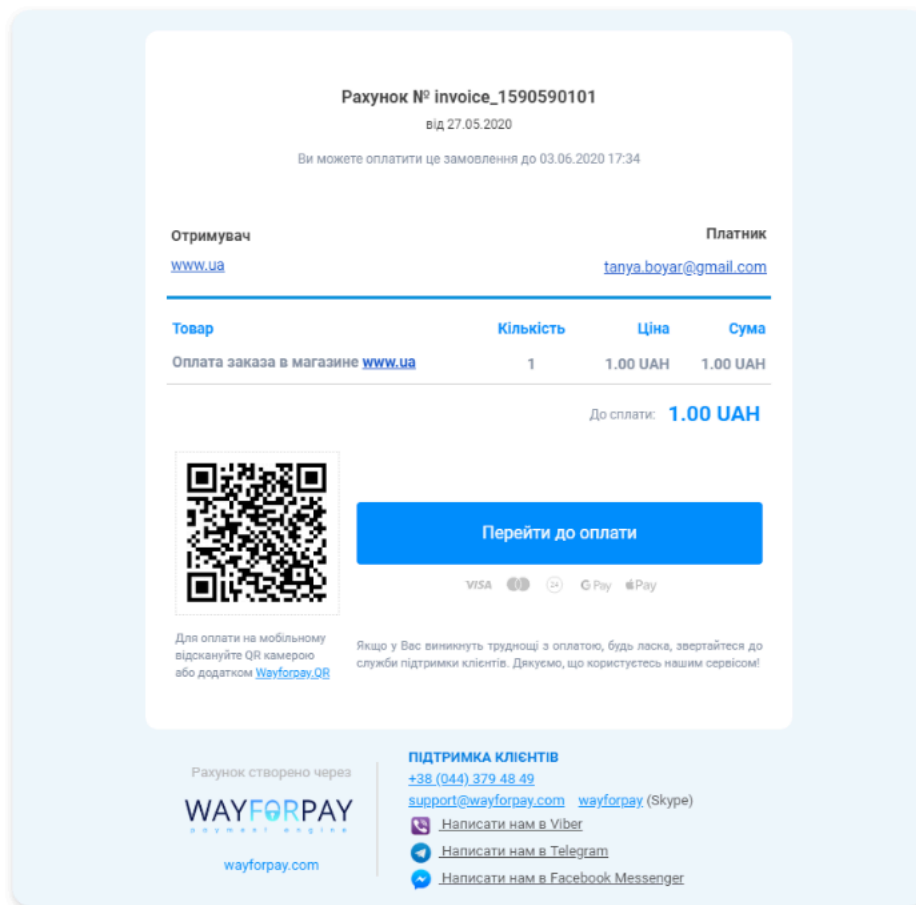 Рахунок № invoice_1590590101
від 27.05.2020
Ви можете оплатити це замовлення до 03.06.2020 17:34
Отримувач Платник
www.ua tanya.boyar@gmail.com
Товар Кількість Ціна Сума
Оплата заказа в магазине www.ua 1 1.00 UAH 1.00 UAH
До сплати: 1.00 UAH
Перейти до оплати
VISA 24 G Pay Pay
Для оплати на мобільному
відскануйте QR камерою
або додатком Wayforpay.QR
Якщо у Вас виникнуть труднощі з оплатою, будь ласка, звертайтеся до
служби підтримки клієнтів. Дякуємо, що користуєтесь нашим сервісом!
Рахунок створено через
WAYFORPAY
payment engine
wayforpay.com
ПІДТРИМКА КЛІЄНТІВ
+38 (044) 379 48 49
support@wayforpay.com wayforpay (Skype)
Написати нам в Viber
Написати нам в Telegram
Написати нам в Facebook Messenger